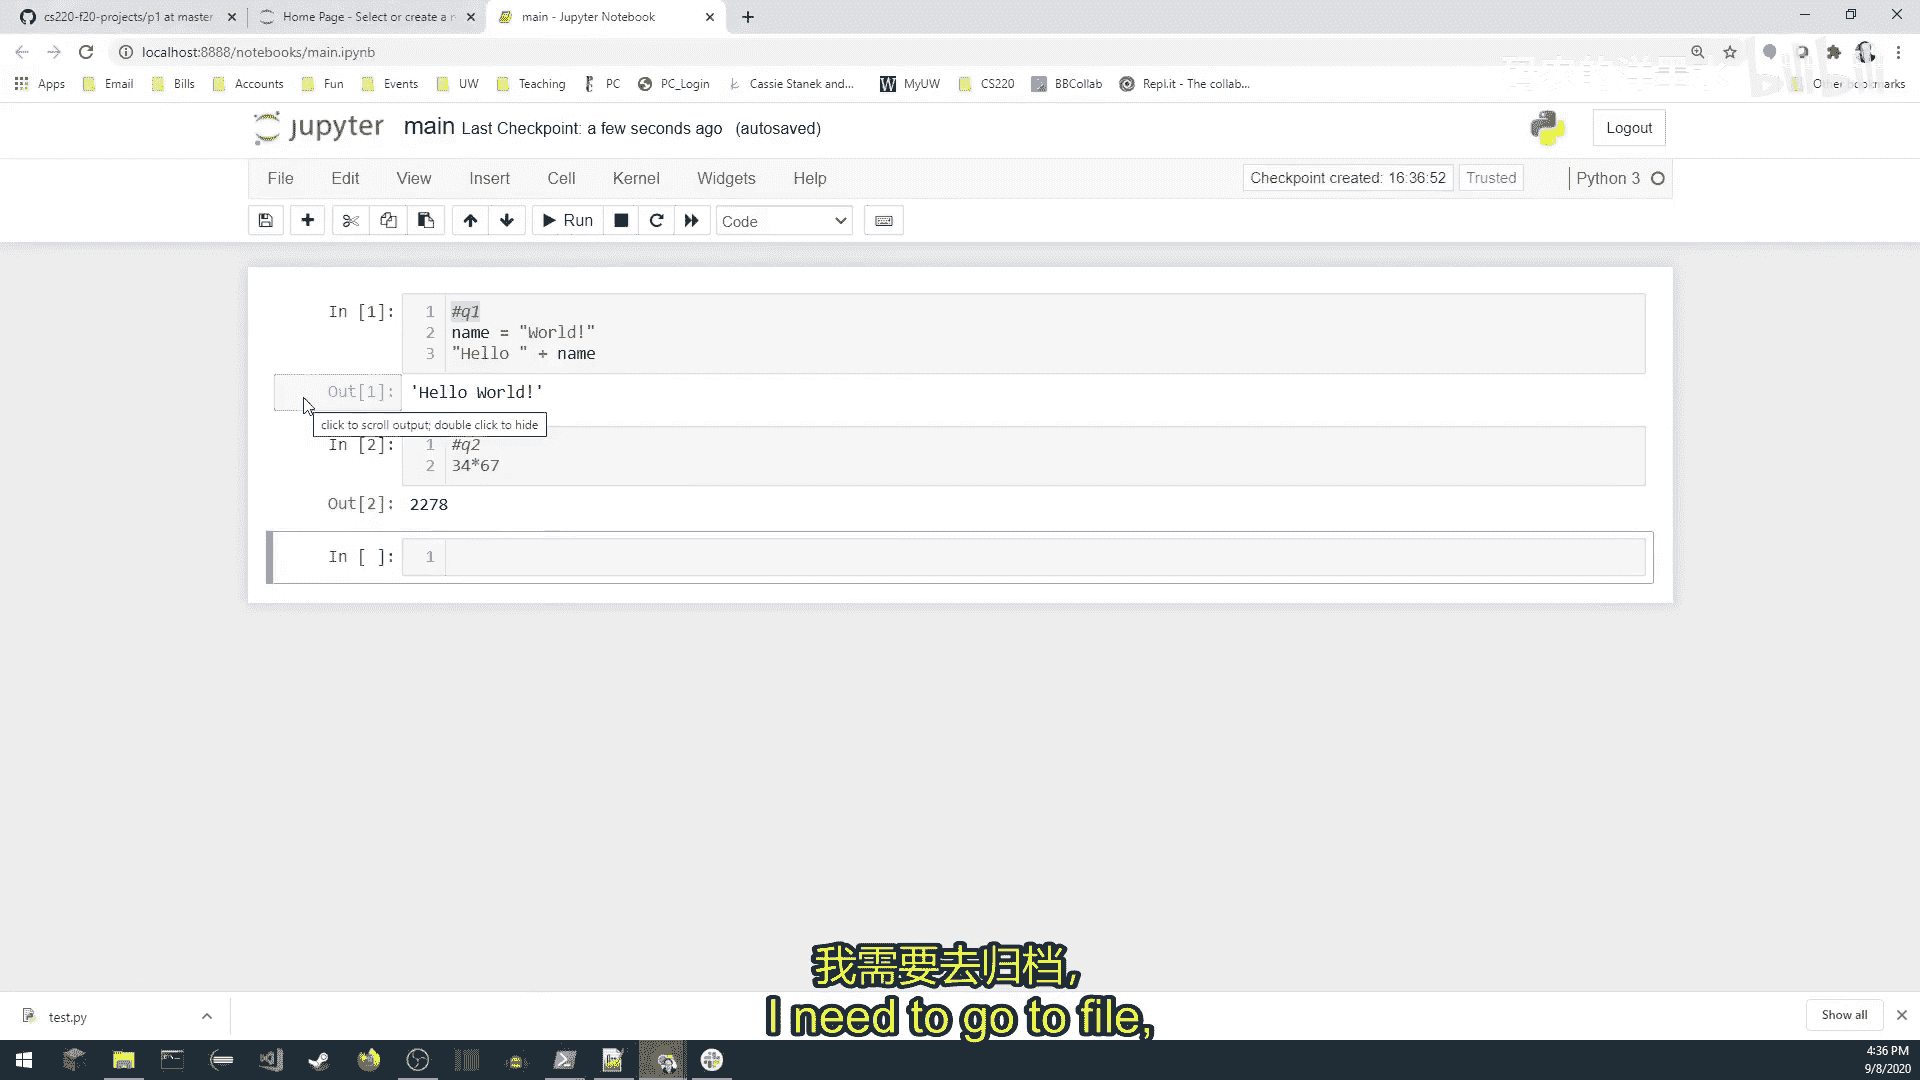 cs220-f20-projects/p1 at master
Home Page - Select or create a n
main - Jupyter Notebook
localhost:8888/notebooks/main.ipynb
Apps Email Bills Accounts Fun Events UW Teaching PC PC_Login Cassie Stanek and... MyUW CS220 BBCollab Repl.it - The collab... Other bookmarks
bilibili
jupyter main Last Checkpoint: a few seconds ago (autosaved)
Logout
File Edit View Insert Cell Kernel Widgets Help
Checkpoint created: 16:36:52 Trusted Python 3
Run Code
In [1]:
1 #q1
2 name = "World!"
3 "Hello " + name
Out[1]: 'Hello World!'
click to scroll output; double click to hide
In [2]:
1 #q2
2 34*67
Out[2]: 2278
In [ ]: 1
我需要去归档,
I need to go to file,
test.py
Show all
4:36 PM
9/8/2020